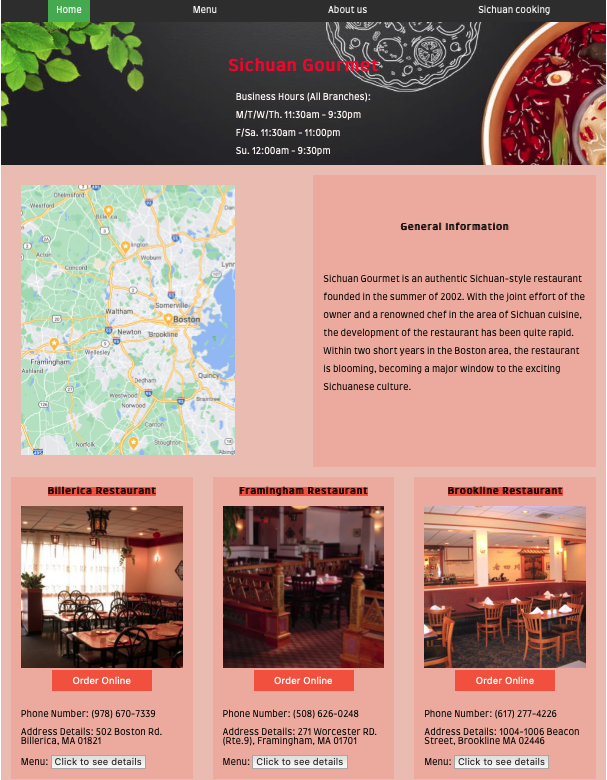 Home
Menu
About us
Sichuan cooking
Sichuan Gourmet
Business Hours (All Branches):
M/T/W/Th. 11:30am - 9:30pm
F/Sa. 11:30am - 11:00pm
Su. 12:00am - 9:30pm
Chelmsford
Westford
Billerica
Acton
Woburn
Concord
Lynn
Waltham
Somerville
Boston
Newton
Brookline
Wellesley
Framingham
Ashland
Dedham
Quincy
Westwood
Norwood
Braintree
Canton
Norfolk
Stoughton
General Information
Sichuan Gourmet is an authentic Sichuan-style restaurant
founded in the summer of 2002. With the joint effort of the
owner and a renowned chef in the area of Sichuan cuisine,
the development of the restaurant has been quite rapid.
Within two short years in the Boston area, the restaurant
is blooming, becoming a major window to the exciting
Sichuanese culture.
Billerica Restaurant
Order Online
Phone Number: (978) 670-7339
Address Details: 502 Boston Rd.
Billerica, MA 01821
Menu: Click to see details
Framingham Restaurant
Order Online
Phone Number: (508) 626-0248
Address Details: 271 Worcester RD.
(Rte.9), Framingham, MA 01701
Menu: Click to see details
Brookline Restaurant
老四川
Order Online
Phone Number: (617) 277-4226
Address Details: 1004-1006 Beacon
Street, Brookline MA 02446
Menu: Click to see details